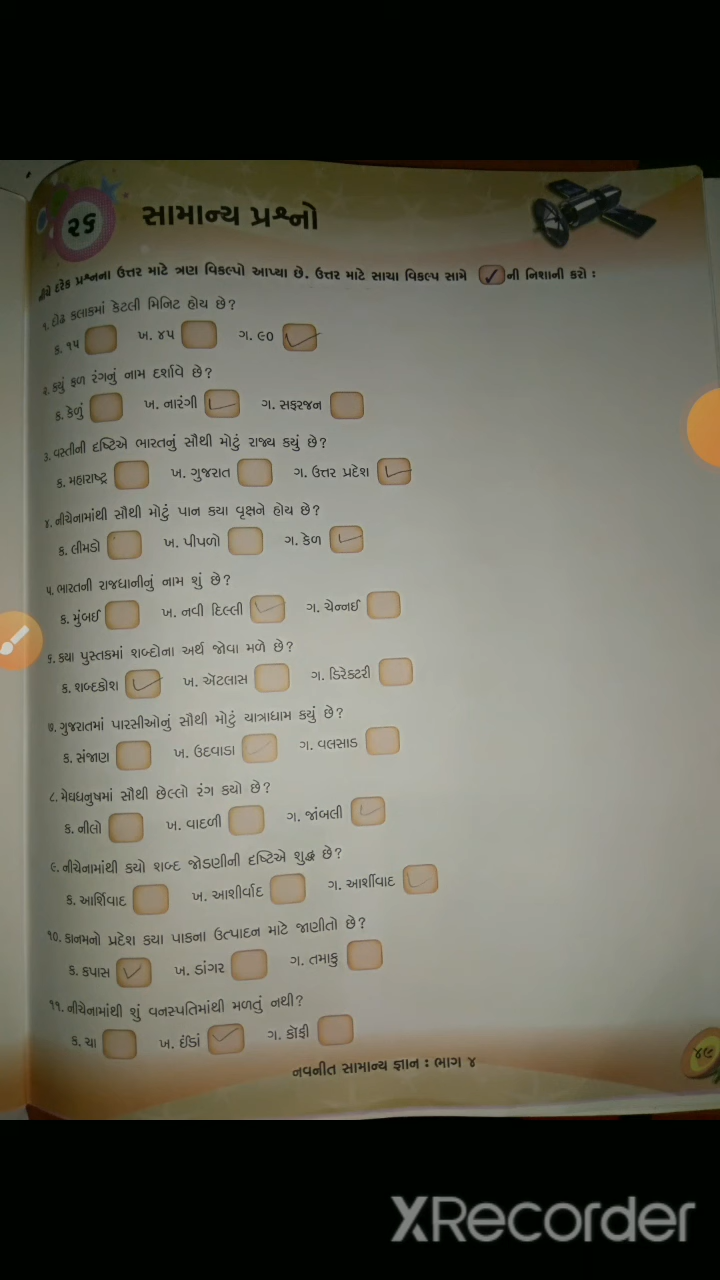 ૨૬
સામાન્ય પ્રશ્નો
નીચે દરેક પ્રશ્નના ઉત્તર માટે ત્રણ વિકલ્પો આપ્યા છે. ઉત્તર માટે સાચા વિકલ્પ સામે ✓ ની નિશાની કરો :
૧. દોઢ કલાકમાં કેટલી મિનિટ હોય છે?
ક. ૧૫ ખ. ૪૫ ગ. ૯૦ ✓
૨. કયું ફળ રંગનું નામ દર્શાવે છે?
ક. કેળું ખ. નારંગી ✓ ગ. સફરજન
૩. વસ્તીની દૃષ્ટિએ ભારતનું સૌથી મોટું રાજ્ય કયું છે?
ક. મહારાષ્ટ્ર ખ. ગુજરાત ગ. ઉત્તર પ્રદેશ ✓
૪. નીચેનામાંથી સૌથી મોટું પાન કયા વૃક્ષને હોય છે?
ક. લીમડો ખ. પીપળો ગ. કેળ ✓
૫. ભારતની રાજધાનીનું નામ શું છે?
ક. મુંબઈ ખ. નવી દિલ્લી ✓ ગ. ચેન્નઈ
૬. કયા પુસ્તકમાં શબ્દોના અર્થ જોવા મળે છે?
ક. શબ્દકોશ ✓ ખ. ઍટલાસ ગ. ડિરેક્ટરી
૭. ગુજરાતમાં પારસીઓનું સૌથી મોટું યાત્રાધામ કયું છે?
ક. સંજાણ ખ. ઉદવાડા ✓ ગ. વલસાડ
૮. મેઘધનુષમાં સૌથી છેલ્લો રંગ કયો છે?
ક. નીલો ખ. વાદળી ગ. જાંબલી ✓
૯. નીચેનામાંથી કયો શબ્દ જોડણીની દૃષ્ટિએ શુદ્ધ છે?
ક. આર્શિવાદ ખ. આશીર્વાદ ગ. આર્શીવાદ ✓
૧૦. કાનમનો પ્રદેશ કયા પાકના ઉત્પાદન માટે જાણીતો છે?
ક. કપાસ ✓ ખ. ડાંગર ગ. તમાકુ
૧૧. નીચેનામાંથી શું વનસ્પતિમાંથી મળતું નથી?
ક. ચા ખ. ઈંડાં ✓ ગ. કૉફી
નવનીત સામાન્ય જ્ઞાન : ભાગ ૪
૪૯
XRecorder